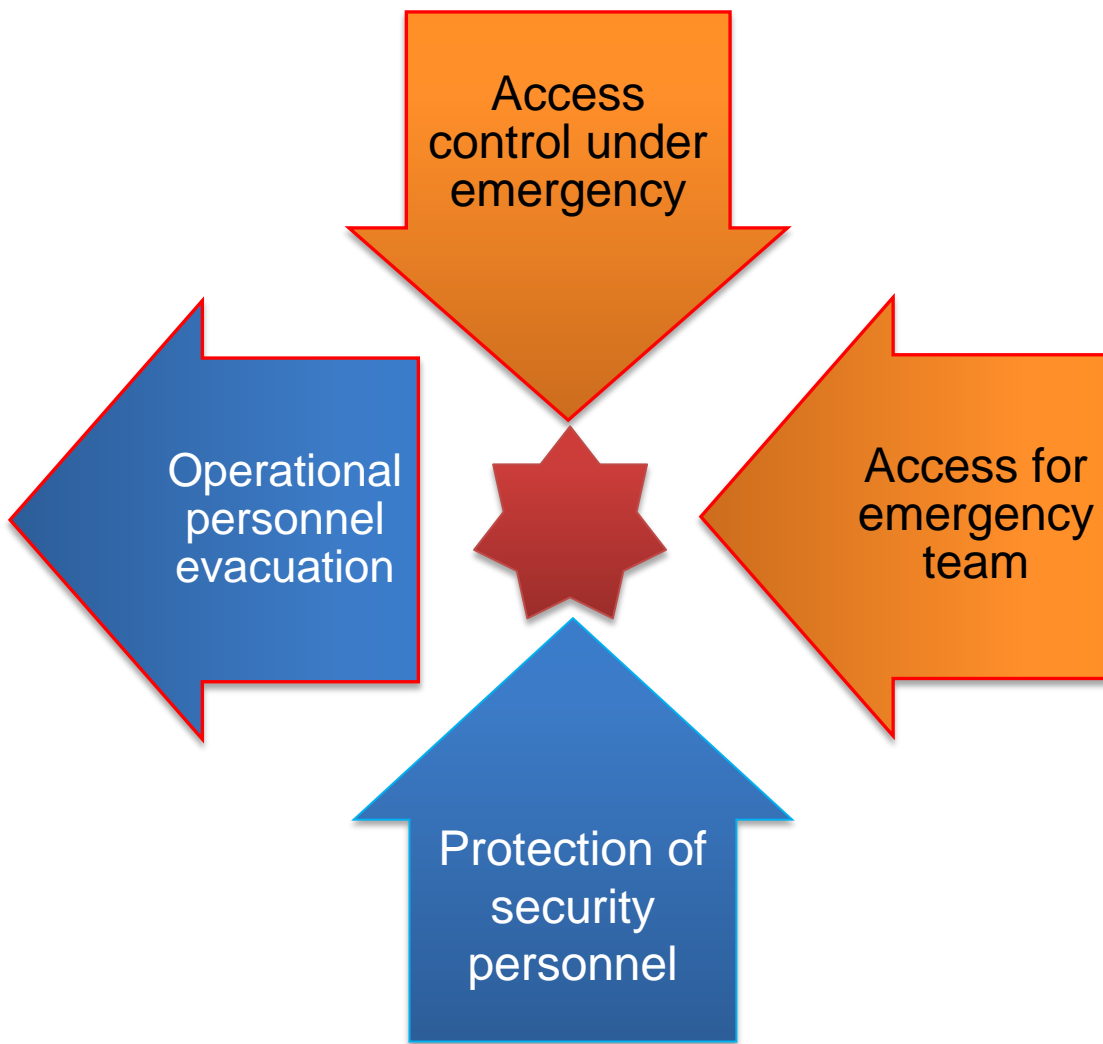 Access
control under
emergency
Operational
personnel
evacuation
Access for
emergency
team
Protection of
security
personnel